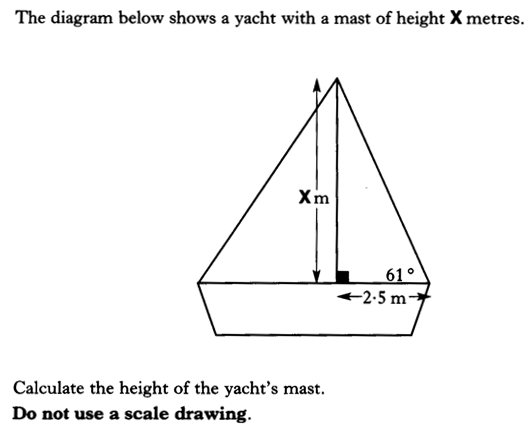 The diagram below shows a yacht with a mast of height X metres.
X m
61°
2·5 m
Calculate the height of the yacht's mast.
Do not use a scale drawing.